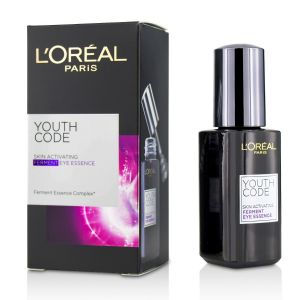 L'ORÉAL
PARIS
YOUTH
CODE
SKIN ACTIVATING
FERMENT EYE ESSENCE
Ferment Essence Complex*
L'ORÉAL
PARIS
YOUTH
CODE
SKIN ACTIVATING
FERMENT
EYE ESSENCE